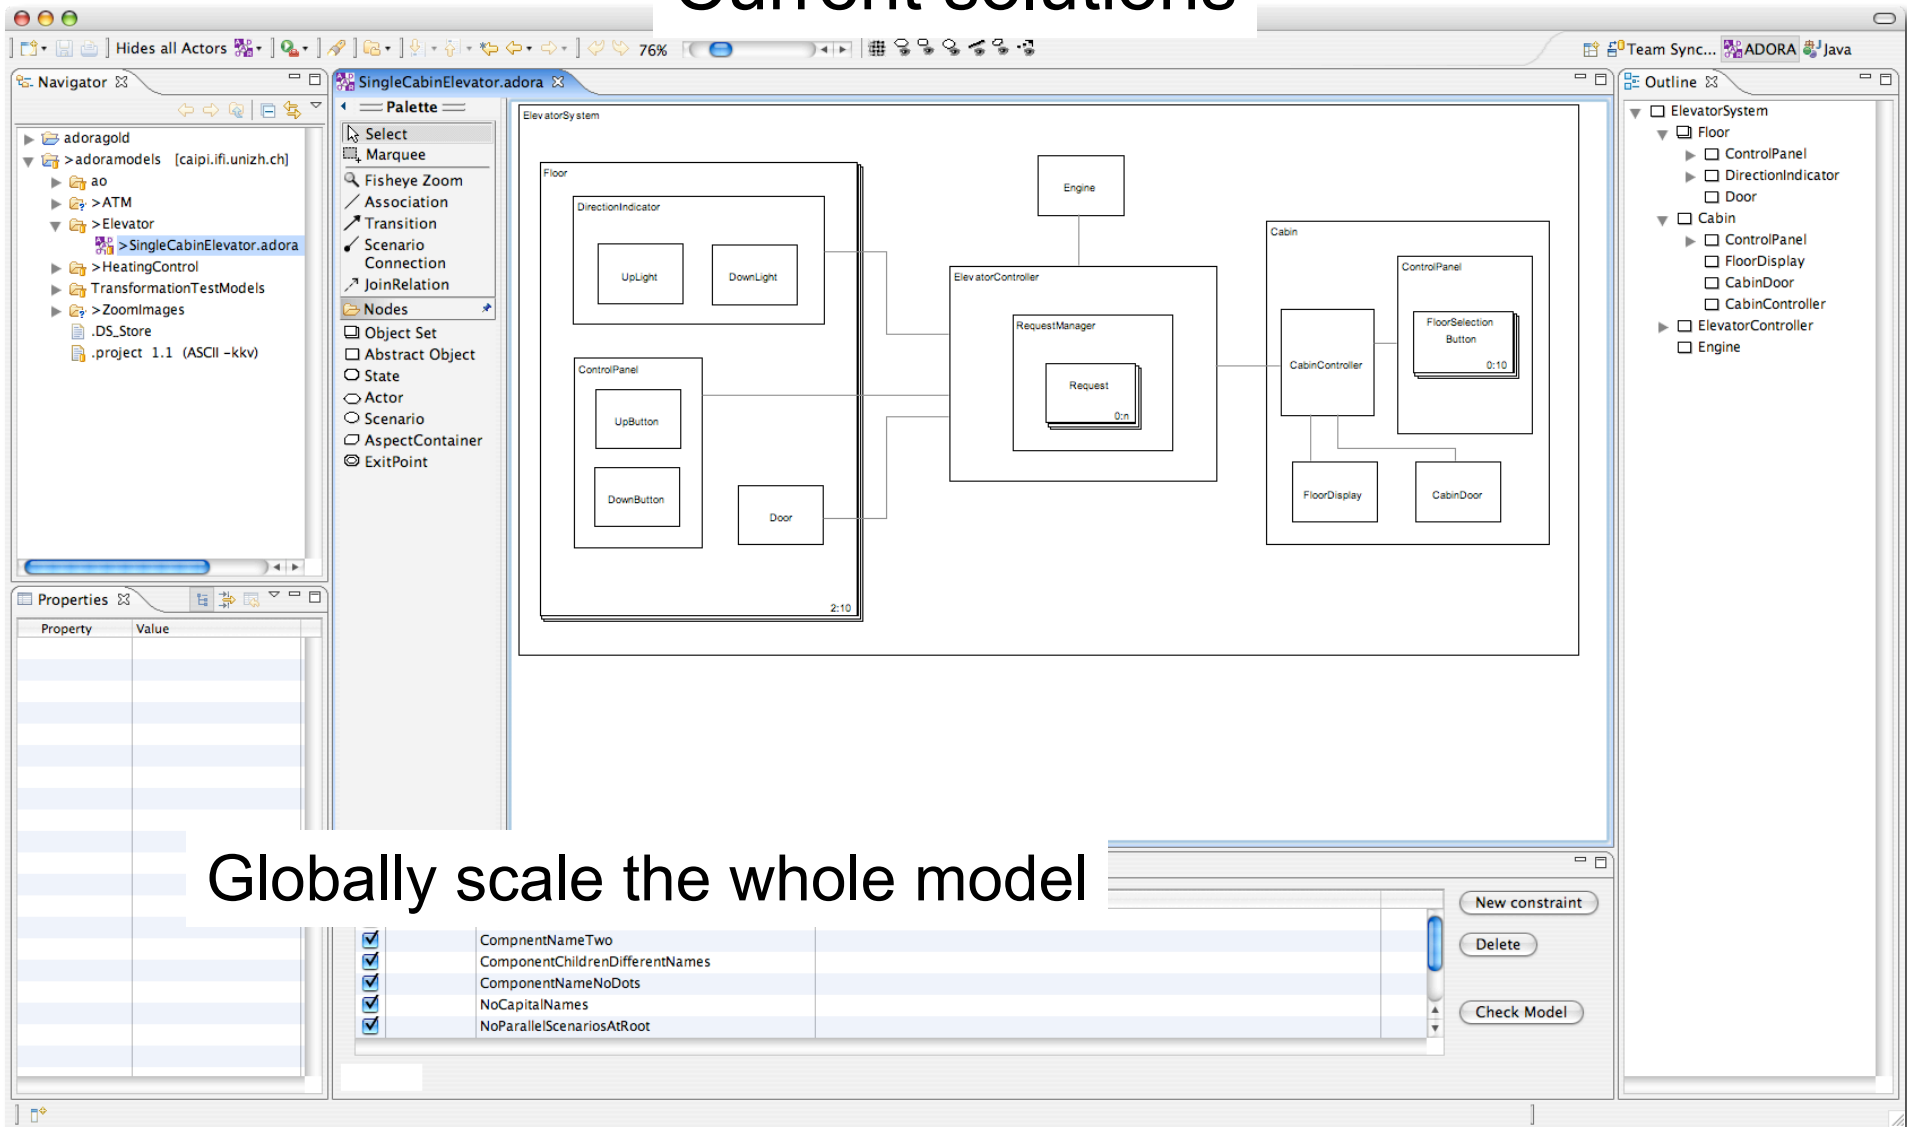 Current solutions
Hides all Actors
76%
Team Sync...
ADORA
Java
Navigator
adoragold
>adoramodels [caipi.ifi.unizh.ch]
ao
>ATM
>Elevator
>SingleCabinElevator.adora
>HeatingControl
TransformationTestModels
>ZoomImages
.DS_Store
.project 1.1 (ASCII -kkv)
Properties
Property Value
SingleCabinElevator.adora
Palette
Select
Marquee
Fisheye Zoom
Association
Transition
Scenario
Connection
JoinRelation
Nodes
Object Set
Abstract Object
State
Actor
Scenario
AspectContainer
ExitPoint
ElevatorSystem
Floor
DirectionIndicator
UpLight
DownLight
ControlPanel
UpButton
DownButton
Door
2:10
Engine
ElevatorController
RequestManager
Request
0:n
Cabin
CabinController
ControlPanel
FloorSelection
Button
0:10
FloorDisplay
CabinDoor
Outline
ElevatorSystem
Floor
ControlPanel
DirectionIndicator
Door
Cabin
ControlPanel
FloorDisplay
CabinDoor
CabinController
ElevatorController
Engine
Globally scale the whole model
CompnentNameTwo
ComponentChildrenDifferentNames
ComponentNameNoDots
NoCapitalNames
NoParallelScenariosAtRoot
New constraint
Delete
Check Model